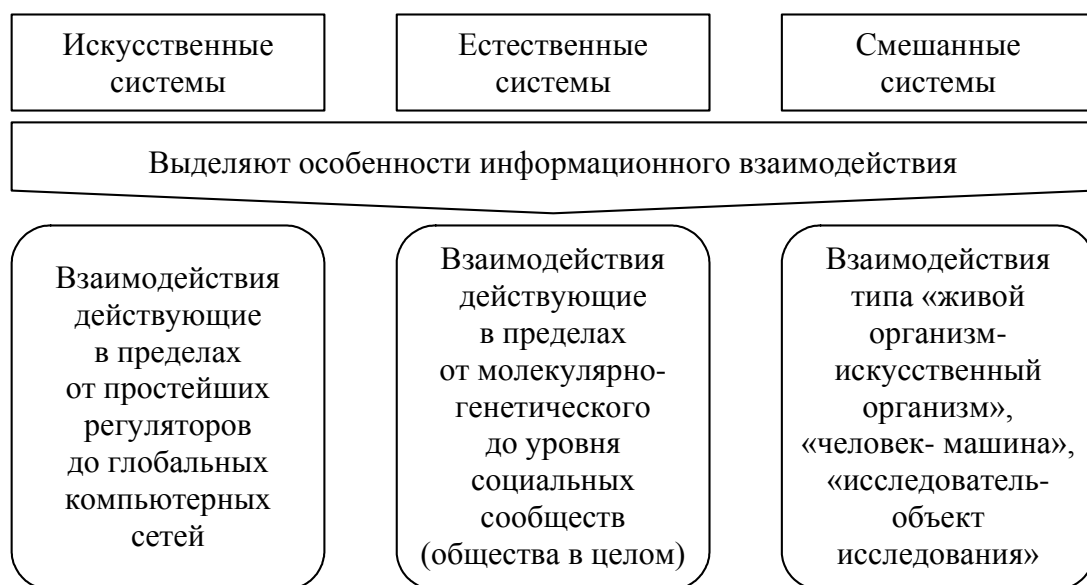 Искусственные
системы
Естественные
системы
Смешанные
системы
Выделяют особенности информационного взаимодействия
Взаимодействия
действующие
в пределах
от простейших
регуляторов
до глобальных
компьютерных
сетей
Взаимодействия
действующие
в пределах
от молекулярно-
генетического
до уровня
социальных
сообществ
(общества в целом)
Взаимодействия
типа «живой
организм-
искусственный
организм»,
«человек- машина»,
«исследователь-
объект
исследования»